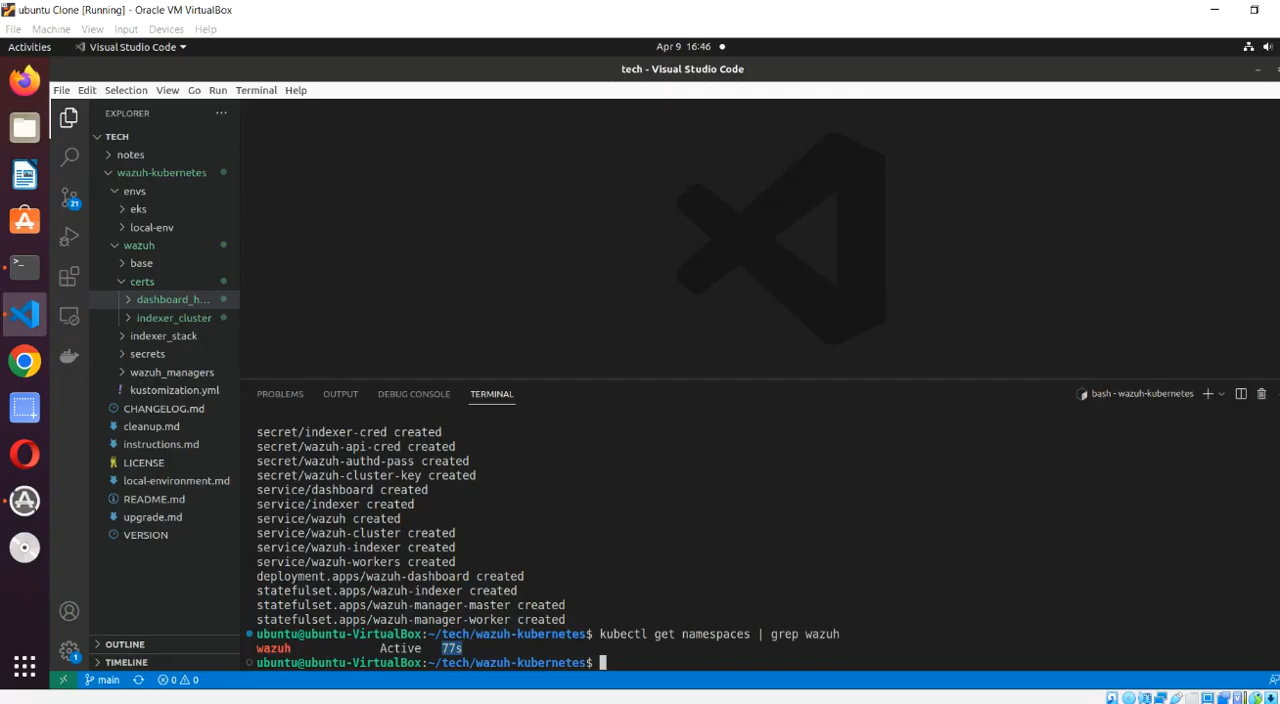 ubuntu Clone [Running] - Oracle VM VirtualBox
File Machine View Input Devices Help
Activities Visual Studio Code Apr 9 16:46
tech - Visual Studio Code
File Edit Selection View Go Run Terminal Help
EXPLORER ...
TECH
notes
wazuh-kubernetes
envs
eks
local-env
wazuh
base
certs
dashboard_h...
indexer_cluster
indexer_stack
secrets
wazuh_managers
! kustomization.yml
CHANGELOG.md
cleanup.md
instructions.md
LICENSE
local-environment.md
README.md
upgrade.md
VERSION
OUTLINE
TIMELINE
21
1
PROBLEMS OUTPUT DEBUG CONSOLE TERMINAL
bash - wazuh-kubernetes
secret/indexer-cred created
secret/wazuh-api-cred created
secret/wazuh-authd-pass created
secret/wazuh-cluster-key created
service/dashboard created
service/indexer created
service/wazuh created
service/wazuh-cluster created
service/wazuh-indexer created
service/wazuh-workers created
deployment.apps/wazuh-dashboard created
statefulset.apps/wazuh-indexer created
statefulset.apps/wazuh-manager-master created
statefulset.apps/wazuh-manager-worker created
ubuntu@ubuntu-VirtualBox:~/tech/wazuh-kubernetes$ kubectl get namespaces | grep wazuh
wazuh Active 77s
ubuntu@ubuntu-VirtualBox:~/tech/wazuh-kubernetes$
main 0 0